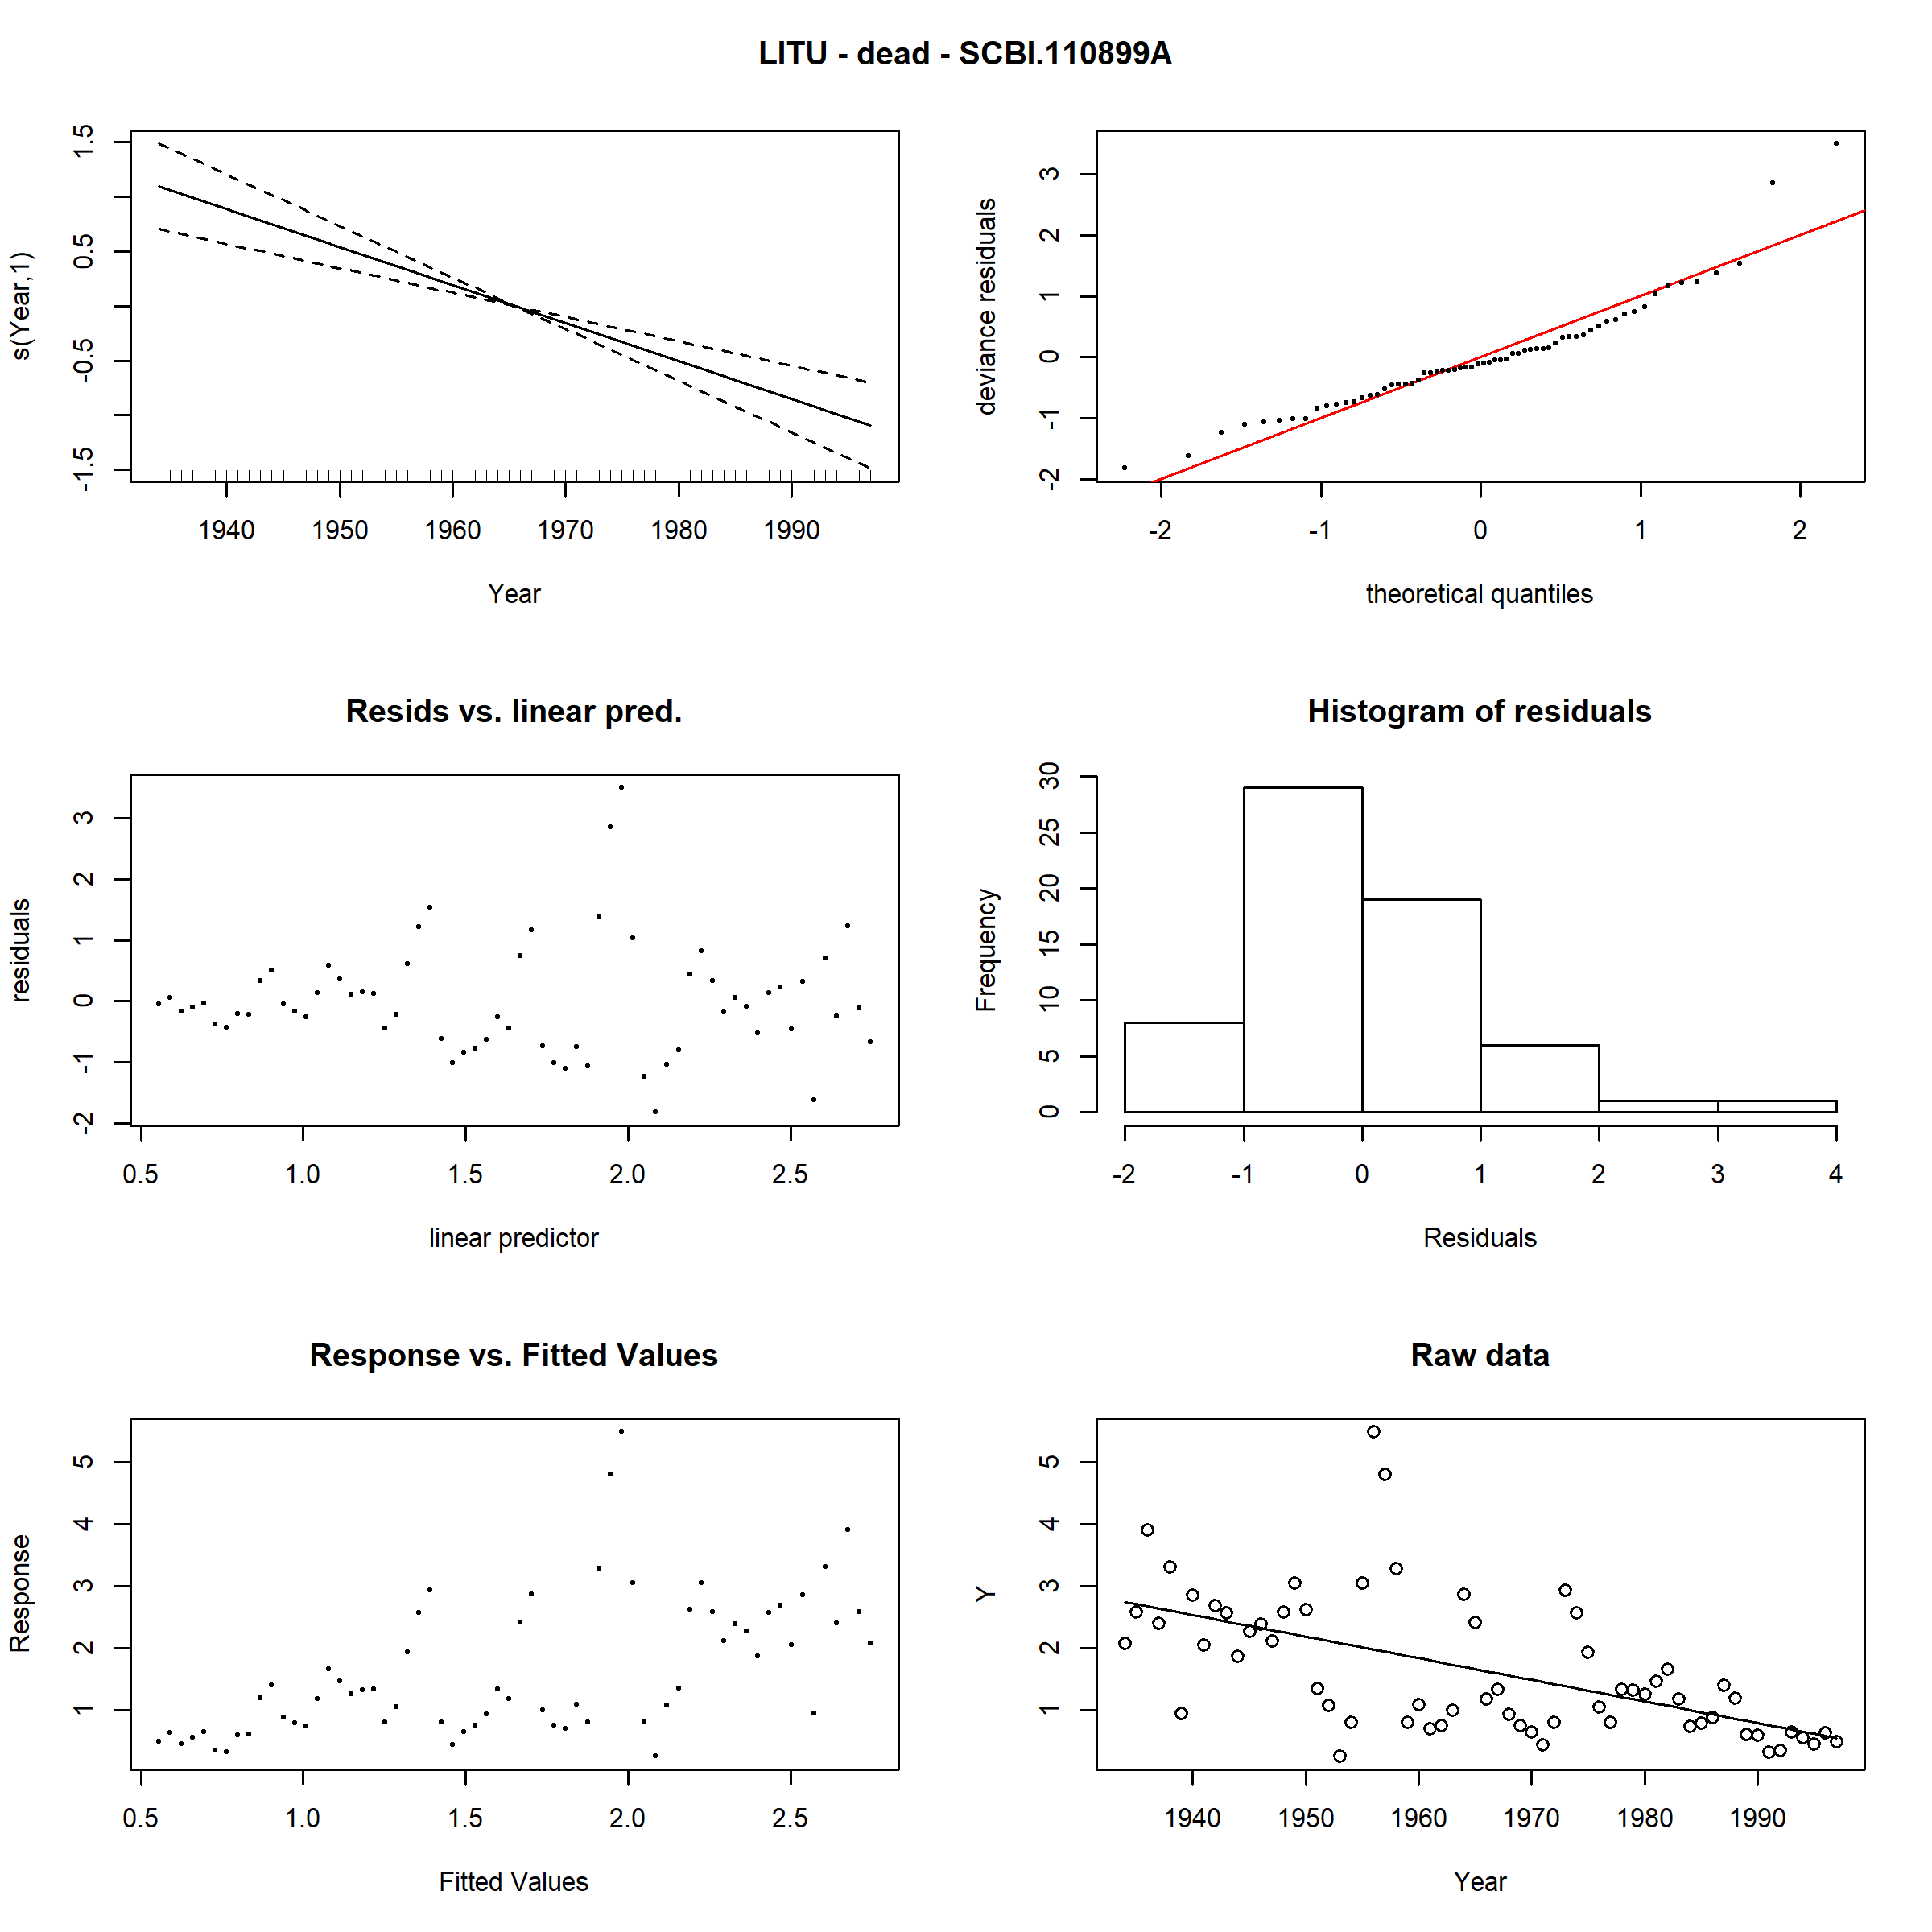 LITU - dead - SCBI.110899A
s(Year,1)
1.5
0.5
-0.5
-1.5
1940 1950 1960 1970 1980 1990
Year
deviance residuals
3
2
1
0
-1
-2
-2 -1 0 1 2
theoretical quantiles
Resids vs. linear pred.
residuals
3
2
1
0
-1
-2
0.5 1.0 1.5 2.0 2.5
linear predictor
Histogram of residuals
Frequency
30
25
20
15
10
5
0
-2 -1 0 1 2 3 4
Residuals
Response vs. Fitted Values
Response
5
4
3
2
1
0.5 1.0 1.5 2.0 2.5
Fitted Values
Raw data
Y
5
4
3
2
1
1940 1950 1960 1970 1980 1990
Year